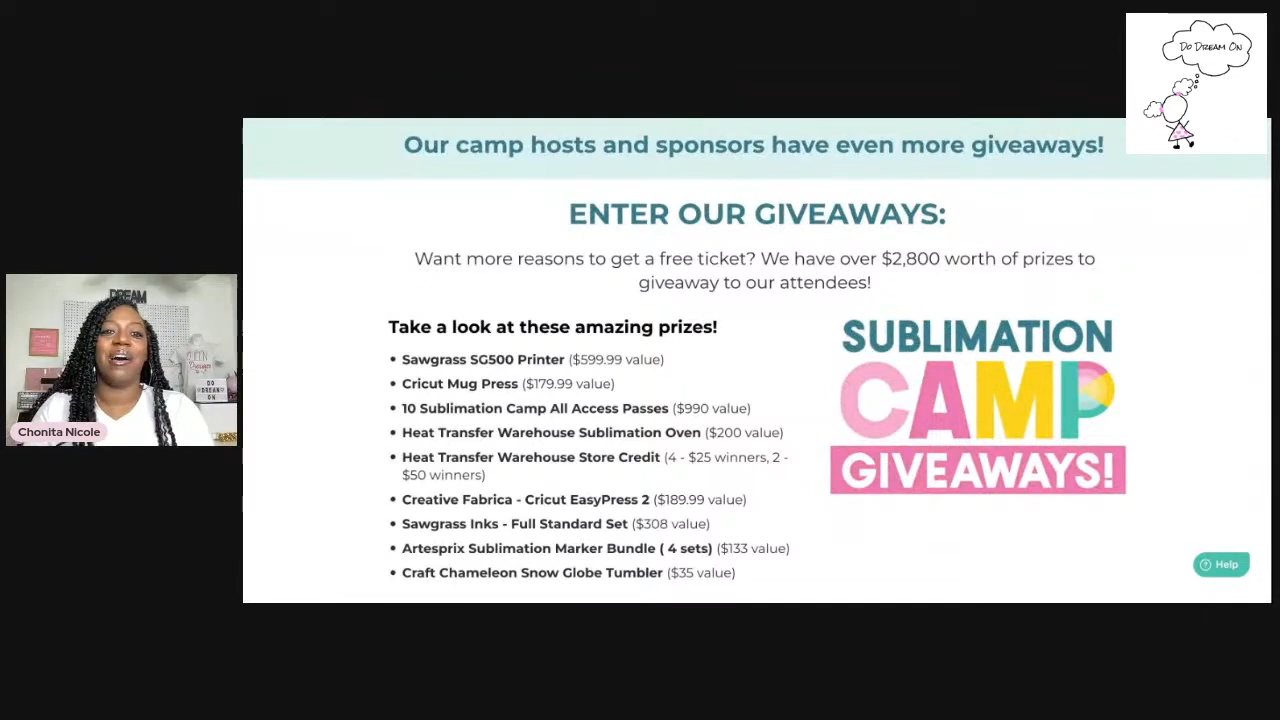 DO DREAM ON
Our camp hosts and sponsors have even more giveaways!
ENTER OUR GIVEAWAYS:
Want more reasons to get a free ticket? We have over $2,800 worth of prizes to
giveaway to our attendees!
Take a look at these amazing prizes!
• Sawgrass SG500 Printer ($599.99 value)
• Cricut Mug Press ($179.99 value)
• 10 Sublimation Camp All Access Passes ($990 value)
• Heat Transfer Warehouse Sublimation Oven ($200 value)
• Heat Transfer Warehouse Store Credit (4 - $25 winners, 2 -
$50 winners)
• Creative Fabrica - Cricut EasyPress 2 ($189.99 value)
• Sawgrass Inks - Full Standard Set ($308 value)
• Artesprix Sublimation Marker Bundle ( 4 sets) ($133 value)
• Craft Chameleon Snow Globe Tumbler ($35 value)
SUBLIMATION
CAMP
GIVEAWAYS!
Help
DREAM
DO
DREAM
ON
Chonita Nicole